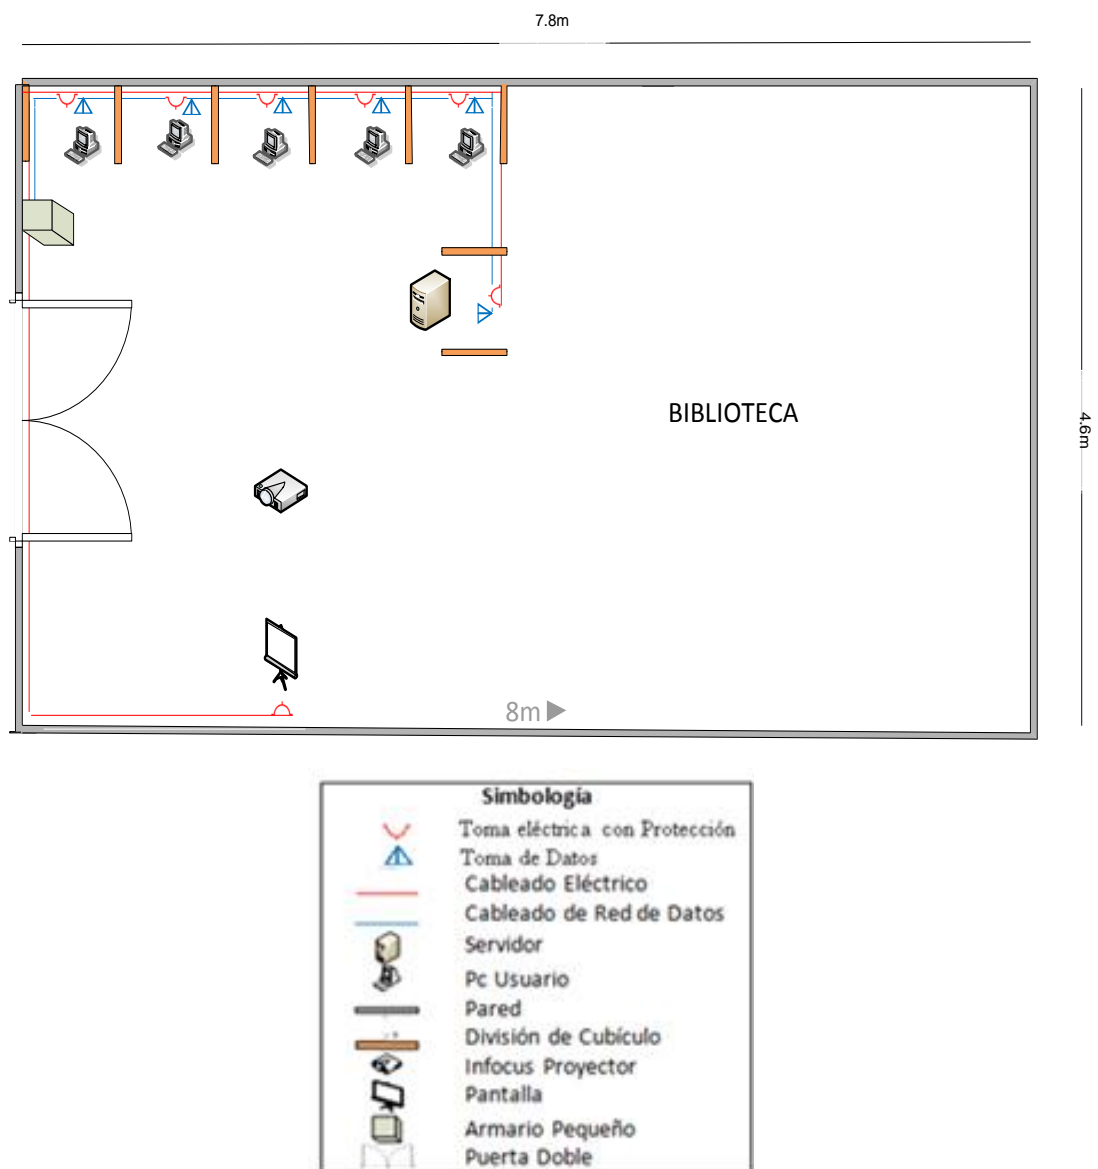 7.8m
BIBLIOTECA
4.6m
8m
Simbología
Toma eléctrica con Protección
Toma de Datos
Cableado Eléctrico
Cableado de Red de Datos
Servidor
Pc Usuario
Pared
División de Cubículo
Infocus Proyector
Pantalla
Armario Pequeño
Puerta Doble